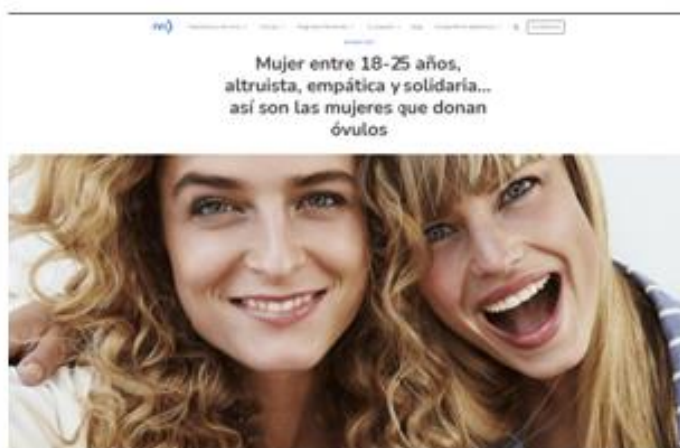 Mujer entre 18-25 años,
altruista, empática y solidaria...
así son las mujeres que donan
óvulos